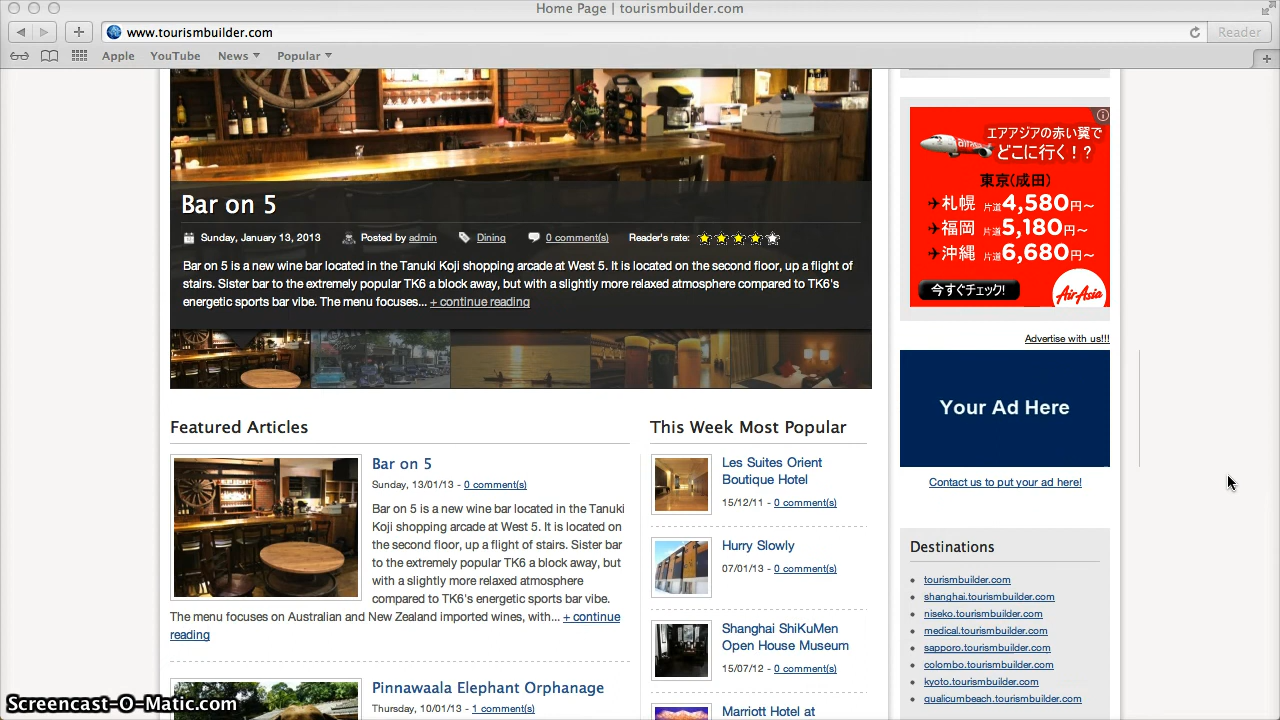 Home Page | tourismbuilder.com
www.tourismbuilder.com
Reader
Apple
YouTube
News
Popular
Bar on 5
Sunday, January 13, 2013
Posted by admin
Dining
0 comment(s)
Reader's rate:
Bar on 5 is a new wine bar located in the Tanuki Koji shopping arcade at West 5. It is located on the second floor, up a flight of
stairs. Sister bar to the extremely popular TK6 a block away, but with a slightly more relaxed atmosphere compared to TK6's
energetic sports bar vibe. The menu focuses... + continue reading
Featured Articles
Bar on 5
Sunday, 13/01/13 - 0 comment(s)
Bar on 5 is a new wine bar located in the Tanuki
Koji shopping arcade at West 5. It is located on
the second floor, up a flight of stairs. Sister bar
to the extremely popular TK6 a block away, but
with a slightly more relaxed atmosphere
compared to TK6's energetic sports bar vibe.
The menu focuses on Australian and New Zealand imported wines, with... + continue
reading
Pinnawaala Elephant Orphanage
Thursday, 10/01/13 - 1 comment(s)
This Week Most Popular
Les Suites Orient
Boutique Hotel
15/12/11 - 0 comment(s)
Hurry Slowly
07/01/13 - 0 comment(s)
Shanghai ShiKuMen
Open House Museum
15/07/12 - 0 comment(s)
Marriott Hotel at
エアアジアの赤い翼で
どこに行く!?
東京(成田)
札幌 片道4,580円~
福岡 片道5,180円~
沖縄 片道6,680円~
今すぐチェック!
AirAsia
Advertise with us!!!
Your Ad Here
Contact us to put your ad here!
Destinations
tourismbuilder.com
shanghai.tourismbuilder.com
niseko.tourismbuilder.com
medical.tourismbuilder.com
sapporo.tourismbuilder.com
colombo.tourismbuilder.com
kyoto.tourismbuilder.com
qualicumbeach.tourismbuilder.com
Screencast-O-Matic.com